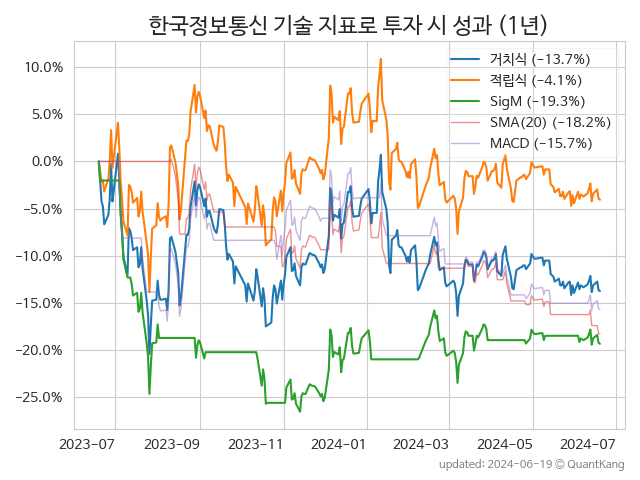 한국정보통신 기술 지표로 투자 시 성과 (1년)
거치식 (−13.7%)
적립식 (−4.1%)
SigM (−19.3%)
SMA(20) (−18.2%)
MACD (−15.7%)
10.0%
5.0%
0.0%
−5.0%
−10.0%
−15.0%
−20.0%
−25.0%
2023-07 2023-09 2023-11 2024-01 2024-03 2024-05 2024-07
updated: 2024-06-19 © QuantKang